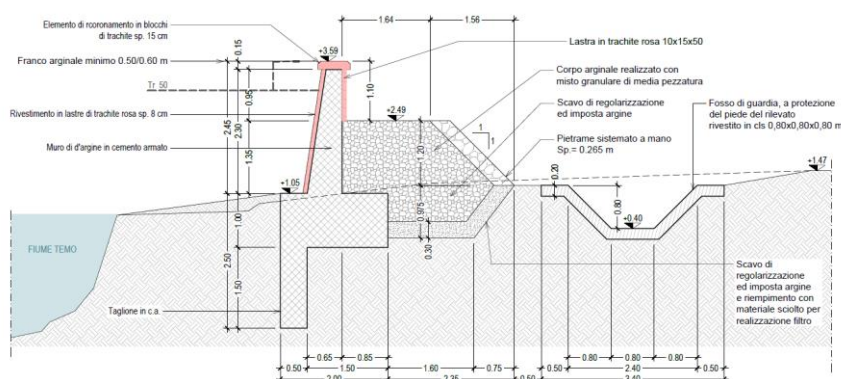 1.64
1.56
Elemento di rcoronamento in blocchi
di trachite sp. 15 cm
Franco arginale minimo 0.50/0.60 m
0.15
+3.59
Lastra in trachite rosa 10x15x50
Tr 50
1.10
Corpo arginale realizzato con
misto granulare di media pezzatura
0.95
Scavo di regolarizzazione
ed imposta argine
Fosso di guardia, a protezione
del piede del rilevato
rivestito in cls 0,80x0,80x0,80 m
Rivestimento in lastre di trachite rosa sp. 8 cm
2.45
2.30
+2.49
1
1
Pietrame sistemato a mano
Sp.= 0.265 m
Muro di d'argine in cemento armato
1.35
1.20
+1.47
+1.05
0.20
0.80
+0.40
0.975
0.30
1.00
FIUME TEMO
2.50
1.50
Scavo di
regolarizzazione
ed imposta argine
e riempimento con
materiale sciolto per
realizzazione filtro
Taglione in c.a.
0.65
0.85
0.80
0.80
0.80
0.50
1.50
1.60
0.75
0.50
2.40
0.50
2.00
2.35
0.50
3.40